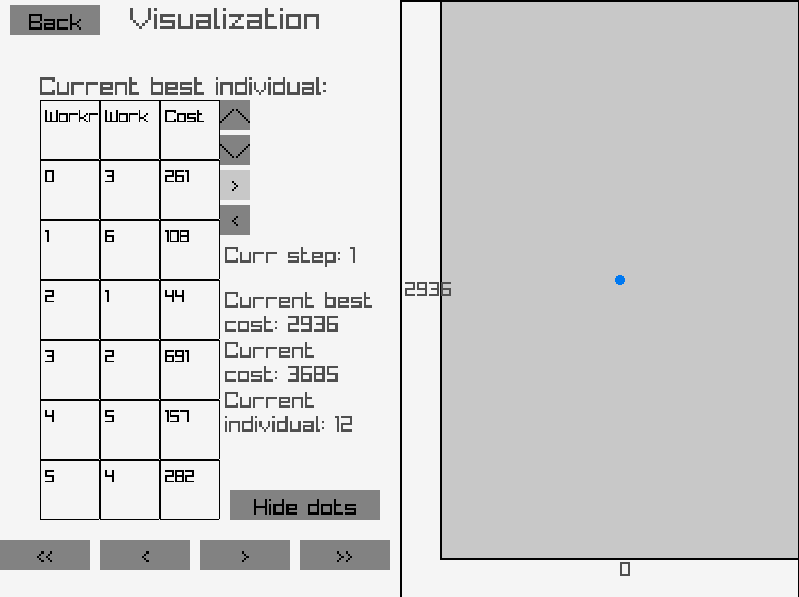 Back
Visualization
Current best individual:
Workr Work Cost
0 3 261
1 6 108
2 1 44
3 2 691
4 5 157
5 4 282
>
<
Curr step: 1
Current best
cost: 2936
Current
cost: 3685
Current
individual: 12
Hide dots
<< < > >>
2936
0